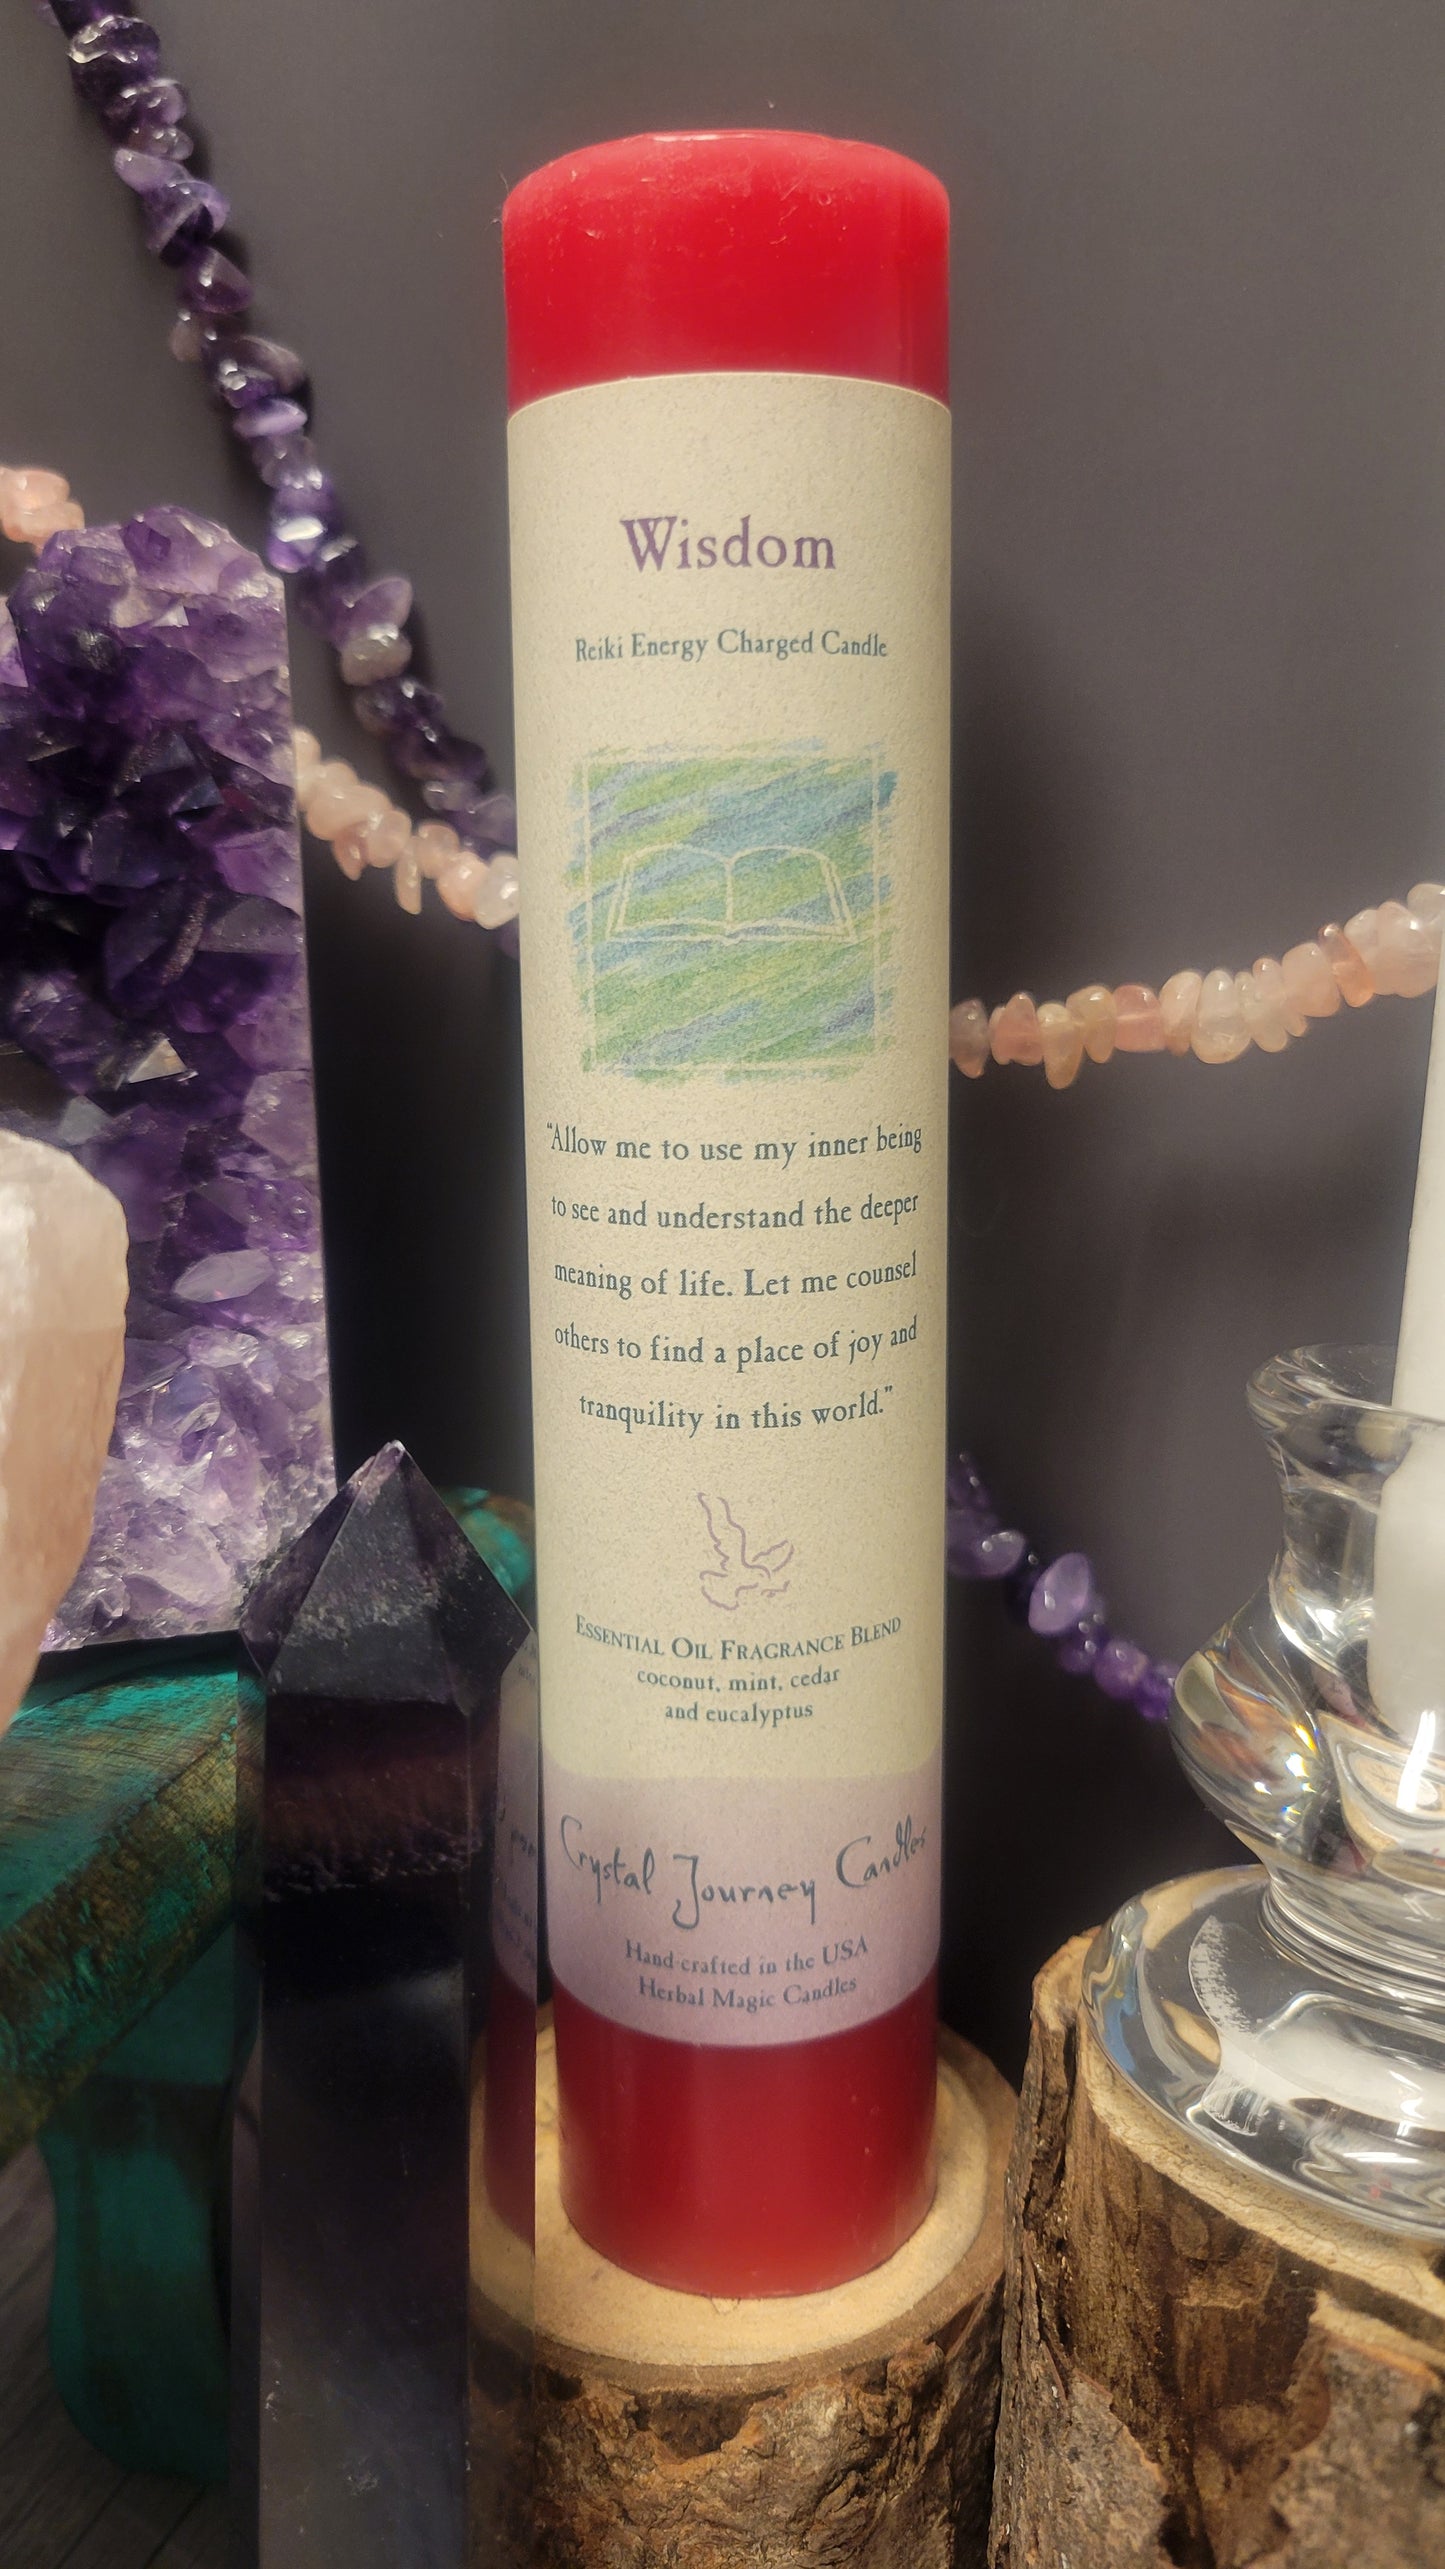 Wisdom
Reiki Energy Charged Candle
"Allow me to use my inner being
to see and understand the deeper
meaning of life. Let me counsel
others to find a place of joy and
tranquility in this world."
ESSENTIAL OIL FRAGRANCE BLEND
coconut, mint, cedar
and eucalyptus
Crystal Journey Candles
Hand-crafted in the USA
Herbal Magic Candles